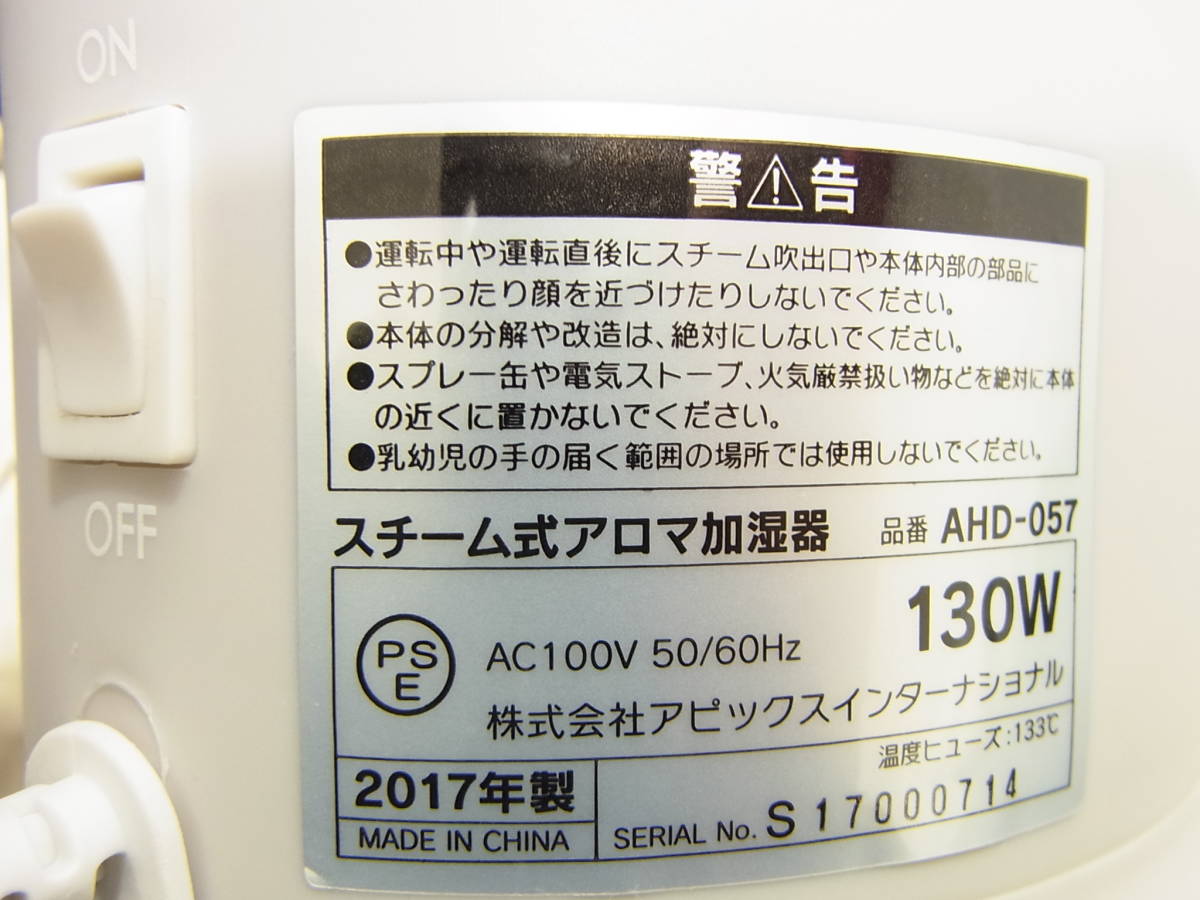 ON
OFF
警⚠告
●運転中や運転直後にスチーム吹出口や本体内部の部品に
さわったり顔を近づけたりしないでください。
●本体の分解や改造は、絶対にしないでください。
●スプレー缶や電気ストーブ、火気厳禁扱い物などを絶対に本体
の近くに置かないでください。
●乳幼児の手の届く範囲の場所では使用しないでください。
スチーム式アロマ加湿器 品番 AHD-057
130W
PS
E
AC100V 50/60Hz
株式会社アピックスインターナショナル
温度ヒューズ:133℃
2017年製
MADE IN CHINA
SERIAL No. S17000714